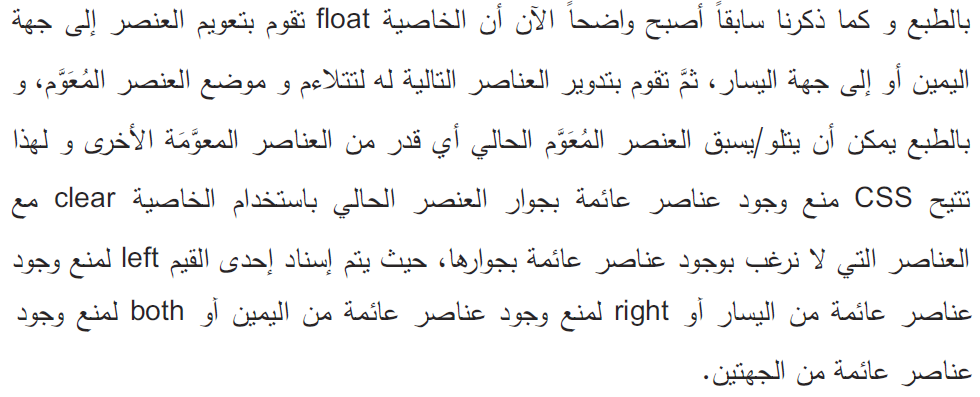 بالطبع و كما ذكرنا سابقاً أصبح واضحاً الآن أن الخاصية float تقوم بتعويم العنصر إلى جهة
اليمين أو إلى جهة اليسار، ثمَّ تقوم بتدوير العناصر التالية له لتتلاءم و موضع العنصر المُعَوَّم، و
بالطبع يمكن أن يتلو/يسبق العنصر المُعَوَّم الحالي أي قدر من العناصر المعوَّمَة الأخرى و لهذا
تتيح CSS منع وجود عناصر عائمة بجوار العنصر الحالي باستخدام الخاصية clear مع
العناصر التي لا نرغب بوجود عناصر عائمة بجوارها، حيث يتم إسناد إحدى القيم left لمنع وجود
عناصر عائمة من اليسار أو right لمنع وجود عناصر عائمة من اليمين أو both لمنع وجود
عناصر عائمة من الجهتين.